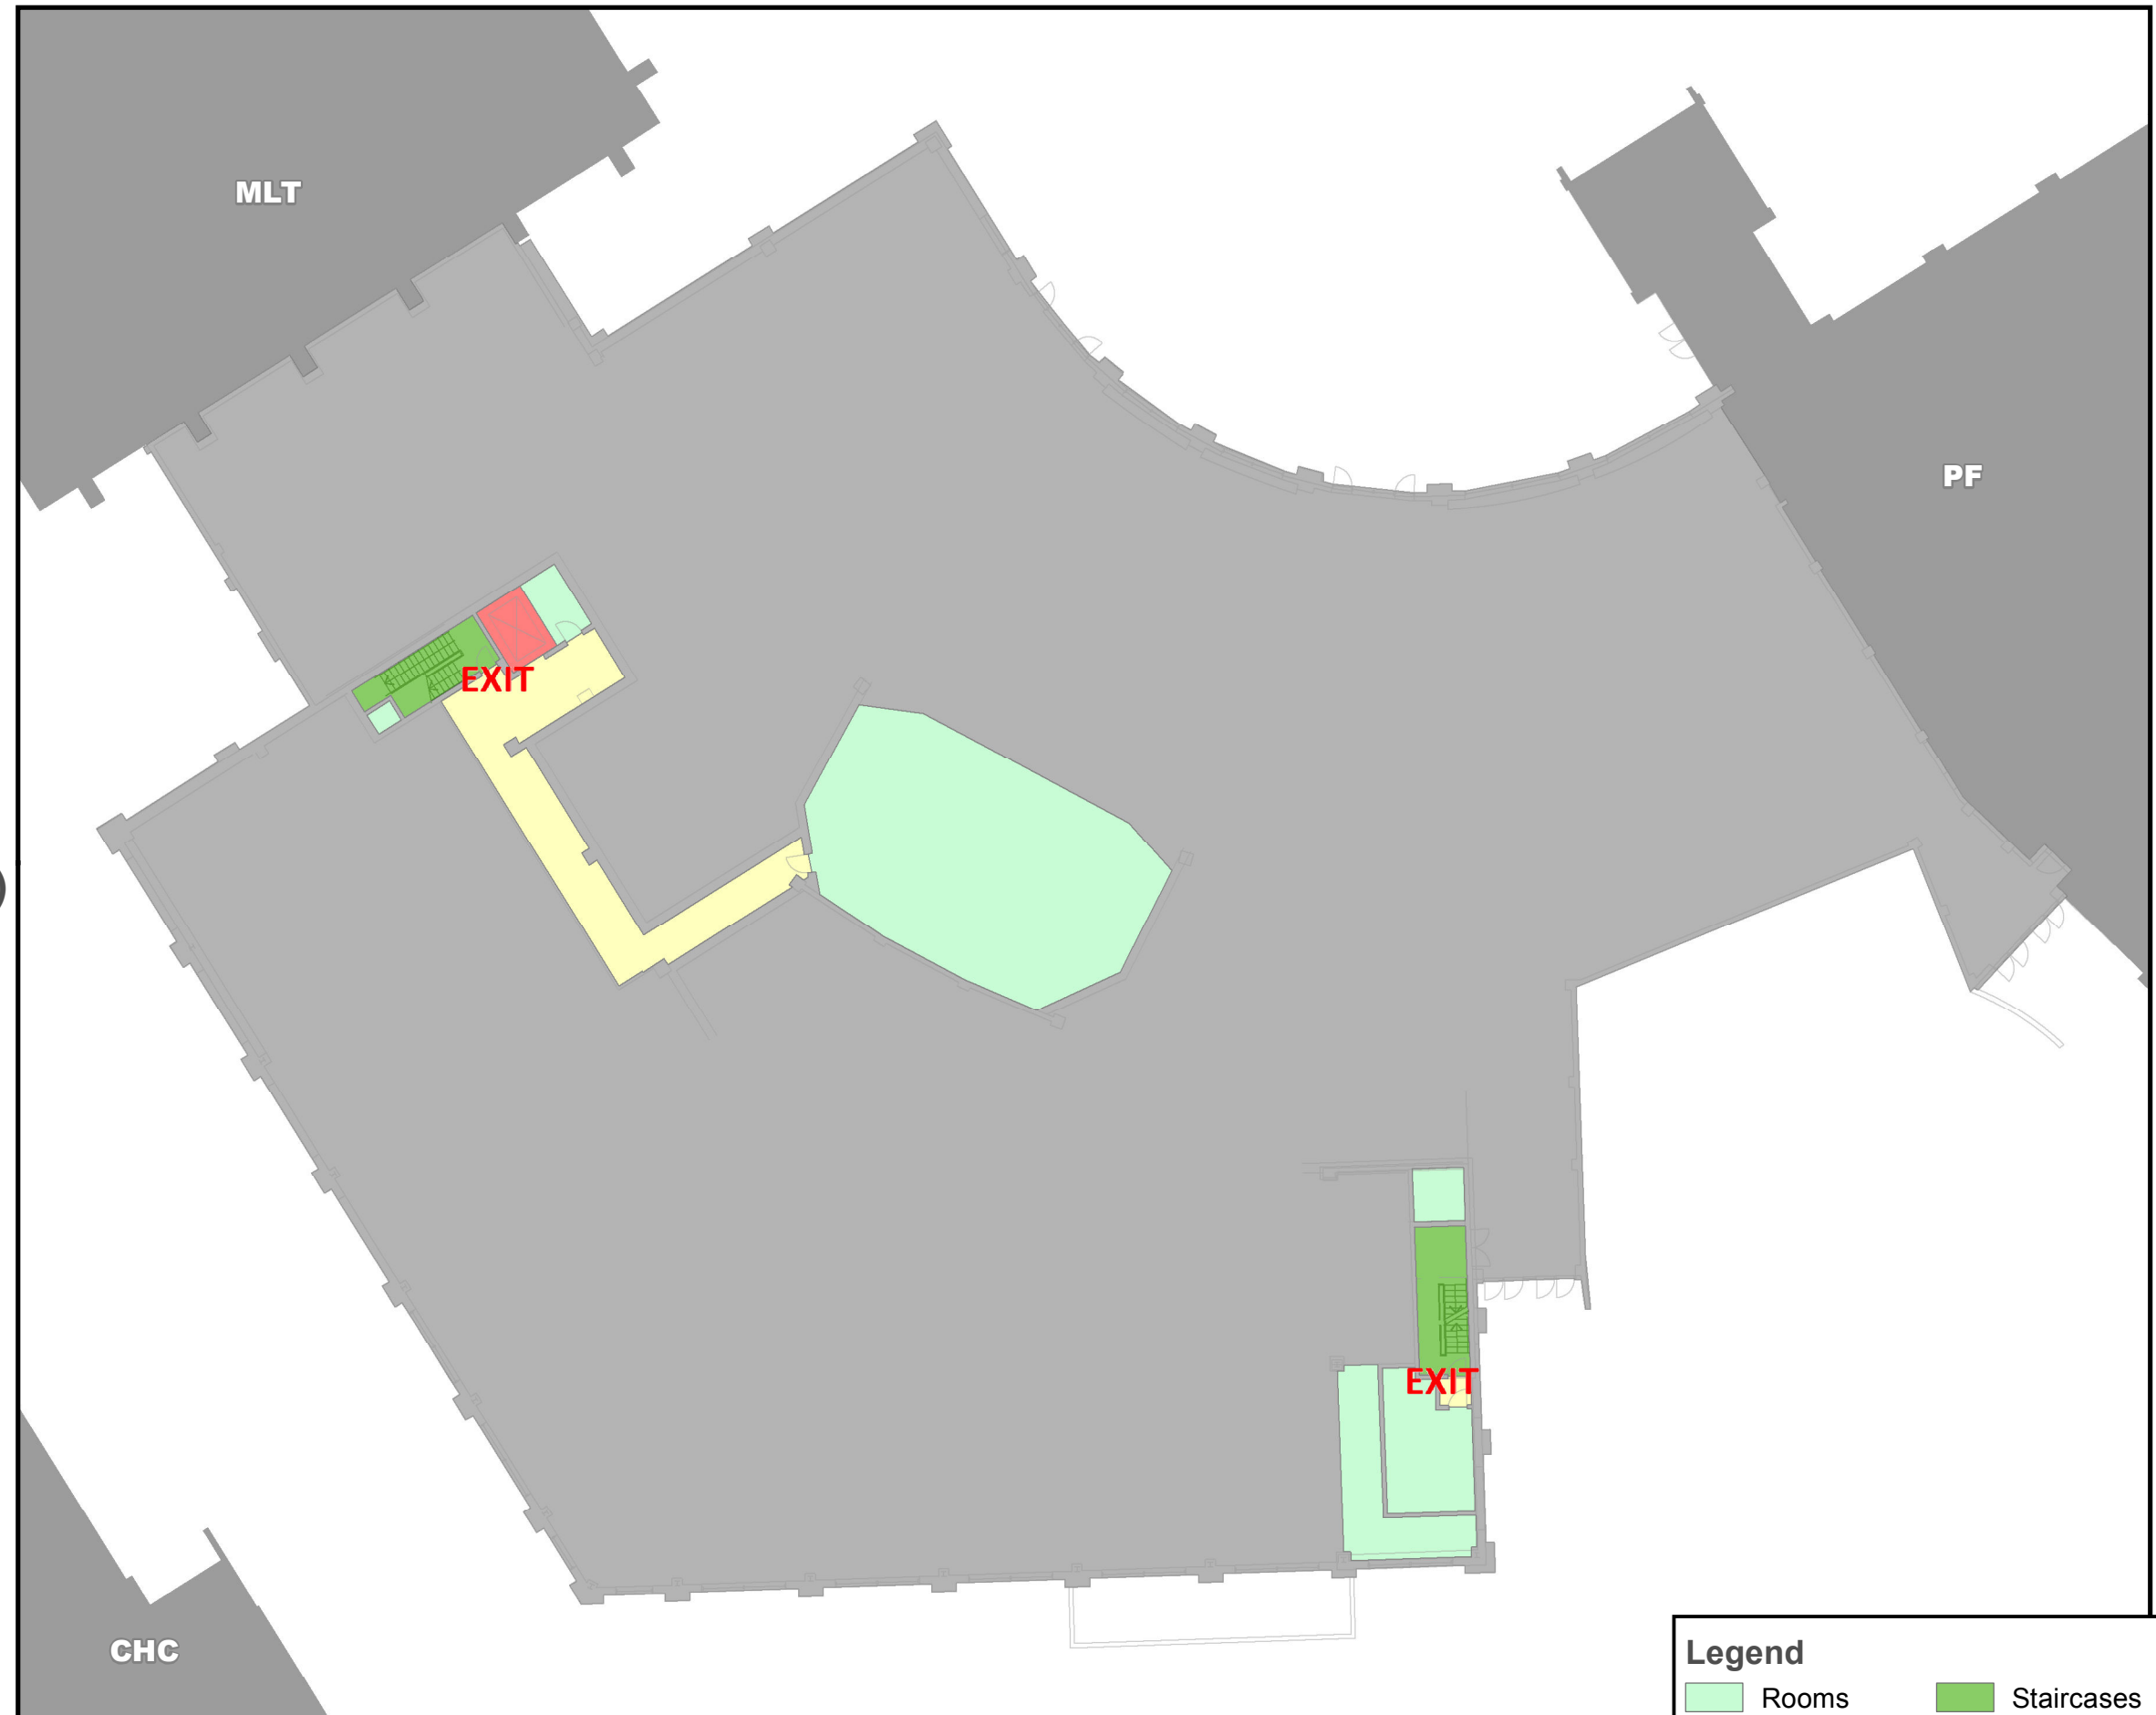 MLT
PF
EXIT
EXIT
CHC
Legend
Rooms
Staircases